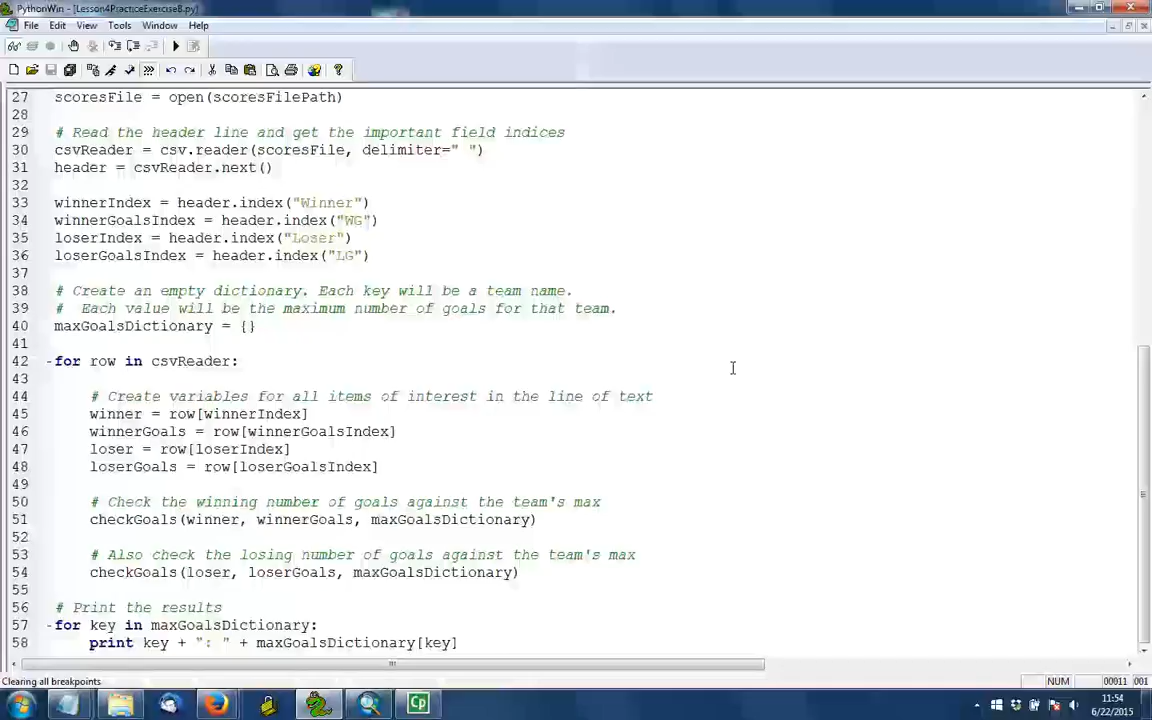 PythonWin - [Lesson4PracticeExerciseB.py]
File Edit View Tools Window Help
27 scoresFile = open(scoresFilePath)
28
29 # Read the header line and get the important field indices
30 csvReader = csv.reader(scoresFile, delimiter=" ")
31 header = csvReader.next()
32
33 winnerIndex = header.index("Winner")
34 winnerGoalsIndex = header.index("WG")
35 loserIndex = header.index("Loser")
36 loserGoalsIndex = header.index("LG")
37
38 # Create an empty dictionary. Each key will be a team name.
39 #  Each value will be the maximum number of goals for that team.
40 maxGoalsDictionary = {}
41
42 -for row in csvReader:
43
44     # Create variables for all items of interest in the line of text
45     winner = row[winnerIndex]
46     winnerGoals = row[winnerGoalsIndex]
47     loser = row[loserIndex]
48     loserGoals = row[loserGoalsIndex]
49
50     # Check the winning number of goals against the team's max
51     checkGoals(winner, winnerGoals, maxGoalsDictionary)
52
53     # Also check the losing number of goals against the team's max
54     checkGoals(loser, loserGoals, maxGoalsDictionary)
55
56 # Print the results
57 -for key in maxGoalsDictionary:
58     print key + ": " + maxGoalsDictionary[key]
Clearing all breakpoints NUM 00011 001
Cp 11:54
6/22/2015